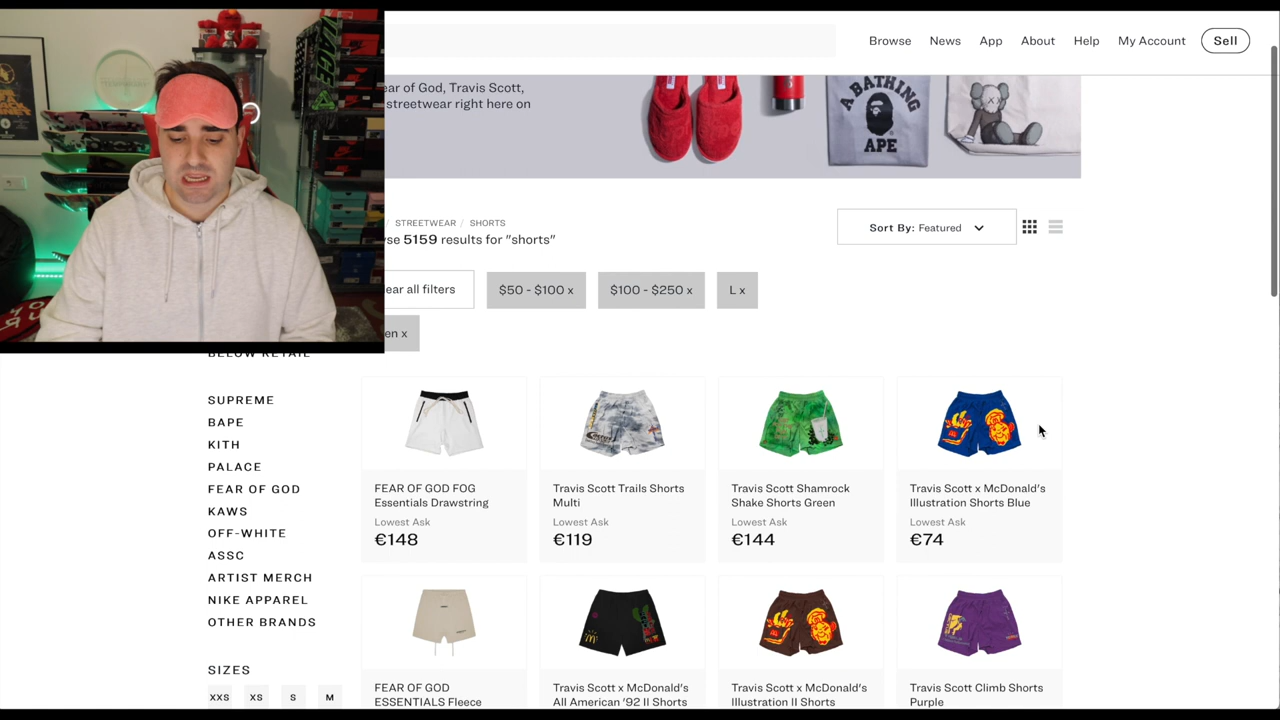 Browse News App About Help My Account Sell
ear of God, Travis Scott,
streetwear right here on
A BATHING
APE
STREETWEAR / SHORTS
se 5159 results for "shorts"
Sort By: Featured
ear all filters
$50 - $100 x
$100 - $250 x
L x
en x
BELOW RETAIL
SUPREME
BAPE
KITH
PALACE
FEAR OF GOD
KAWS
OFF-WHITE
ASSC
ARTIST MERCH
NIKE APPAREL
OTHER BRANDS
SIZES
XXS XS S M
FEAR OF GOD FOG
Essentials Drawstring
Lowest Ask
€148
Travis Scott Trails Shorts
Multi
Lowest Ask
€119
Travis Scott Shamrock
Shake Shorts Green
Lowest Ask
€144
Travis Scott x McDonald's
Illustration Shorts Blue
Lowest Ask
€74
FEAR OF GOD
ESSENTIALS Fleece
Travis Scott x McDonald's
All American '92 II Shorts
Travis Scott x McDonald's
Illustration II Shorts
Travis Scott Climb Shorts
Purple